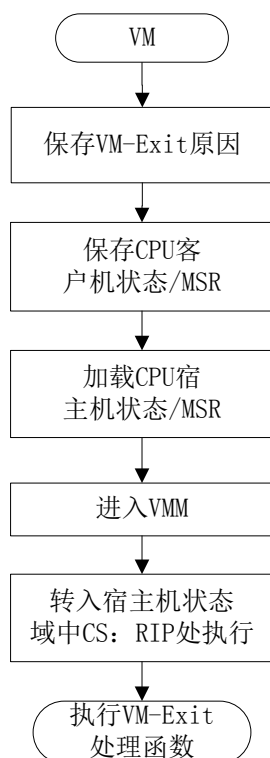 VM
保存VM-Exit原因
保存CPU客
户机状态/MSR
加载CPU宿
主机状态/MSR
进入VMM
转入宿主机状态
域中CS：RIP处执行
执行VM-Exit
处理函数